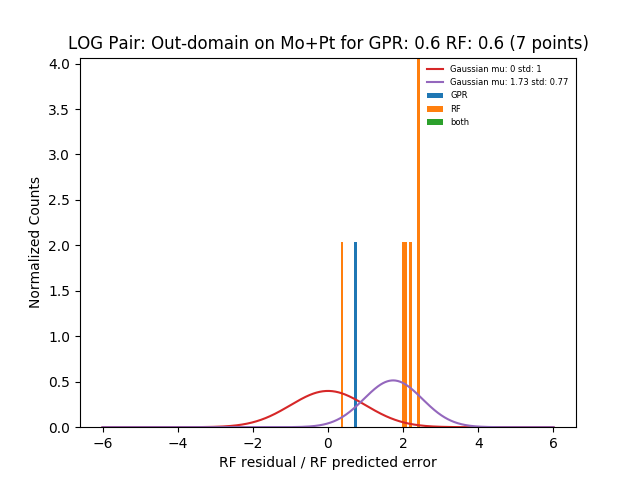 LOG Pair: Out-domain on Mo+Pt for GPR: 0.6 RF: 0.6 (7 points)
Gaussian mu: 0 std: 1
Gaussian mu: 1.73 std: 0.77
GPR
RF
both
Normalized Counts
4.0
3.5
3.0
2.5
2.0
1.5
1.0
0.5
0.0
−6
−4
−2
0
2
4
6
RF residual / RF predicted error